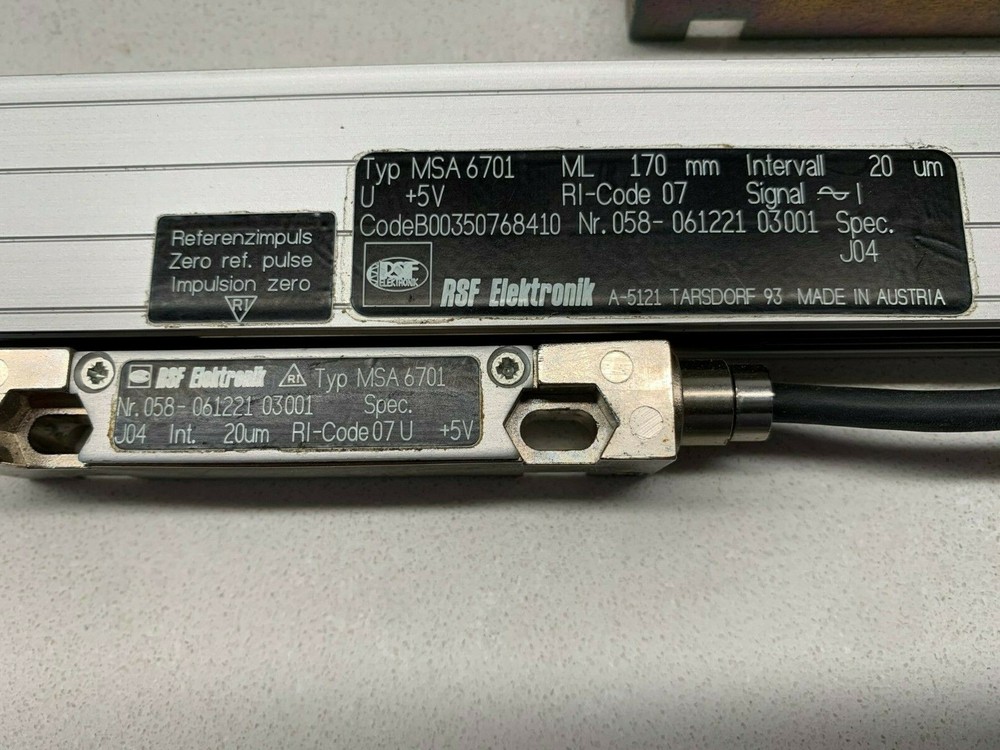 Typ MSA 6701 ML 170 mm Intervall 20 um
U +5V RI-Code 07 Signal ∿ I
CodeB00350768410 Nr. 058- 061221 03001 Spec.
J04
RSF
ELEKTRONIK
RSF Elektronik A-5121 TARSDORF 93 MADE IN AUSTRIA
Referenzimpuls
Zero ref. pulse
Impulsion zero
RI
RSF Elektronik RI Typ MSA 6701
Nr. 058- 061221 03001 Spec.
J04 Int. 20um RI-Code 07 U +5V